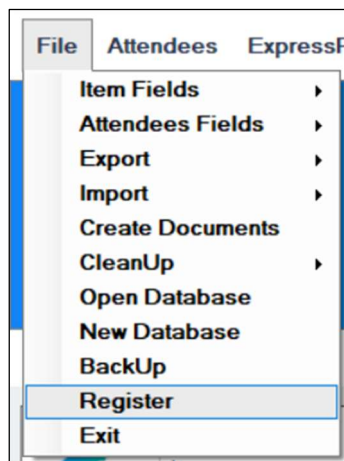 File Attendees
Item Fields
Attendees Fields
Export
Import
Create Documents
CleanUp
Open Database
New Database
BackUp
Register
Exit